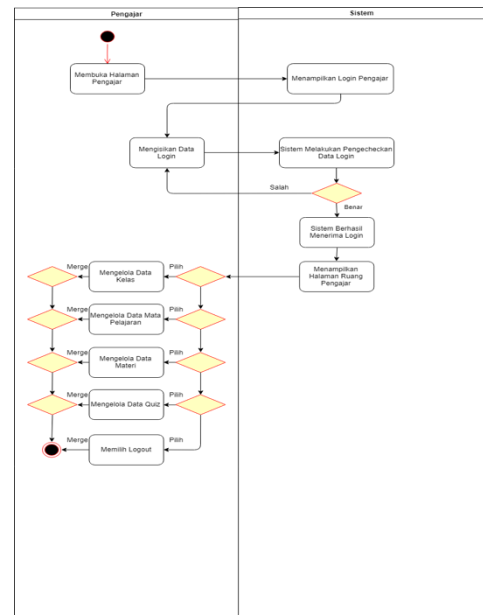 Pengajar
Sistem
Membuka Halaman
Pengajar
Menampilkan Login Pengajar
Mengisikan Data
Login
Sistem Melakukan Pengecheckan
Data Login
Salah
Benar
Sistem Berhasil
Menerima Login
Menampilkan
Halaman Ruang
Pengajar
Merge
Mengelola Data
Kelas
Pilih
Merge
Mengelola Data Mata
Pelajaran
Pilih
Merge
Mengelola Data
Materi
Pilih
Merge
Mengelola Data Quiz
Pilih
Merge
Memilih Logout
Pilih